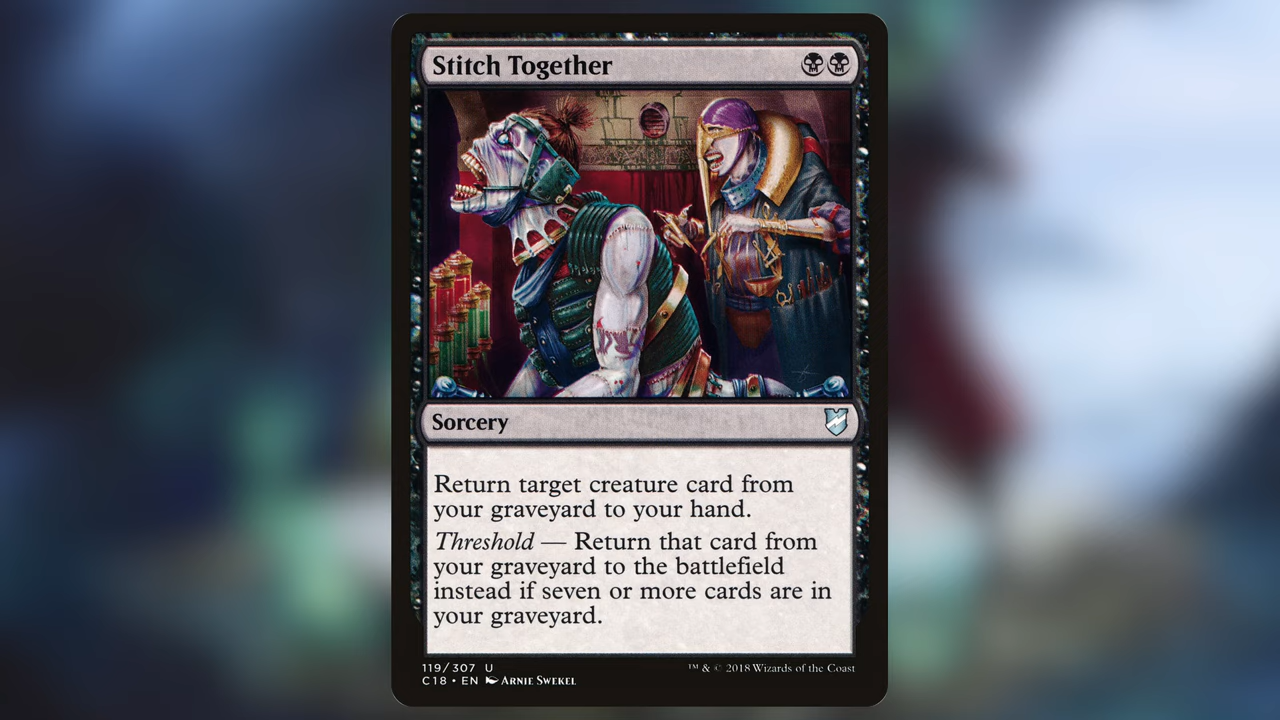 Stitch Together
Sorcery
Return target creature card from
your graveyard to your hand.
Threshold — Return that card from
your graveyard to the battlefield
instead if seven or more cards are in
your graveyard.
119/307 U
™ & © 2018 Wizards of the Coast
C18 • EN Arnie Swekel